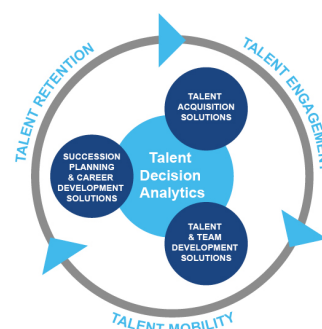 TALENT RETENTION
TALENT ENGAGEMENT
TALENT
ACQUISITION
SOLUTIONS
SUCCESSION
PLANNING
& CAREER
DEVELOPMENT
SOLUTIONS
Talent
Decision
Analytics
TALENT
& TEAM
DEVELOPMENT
SOLUTIONS
TALENT MOBILITY